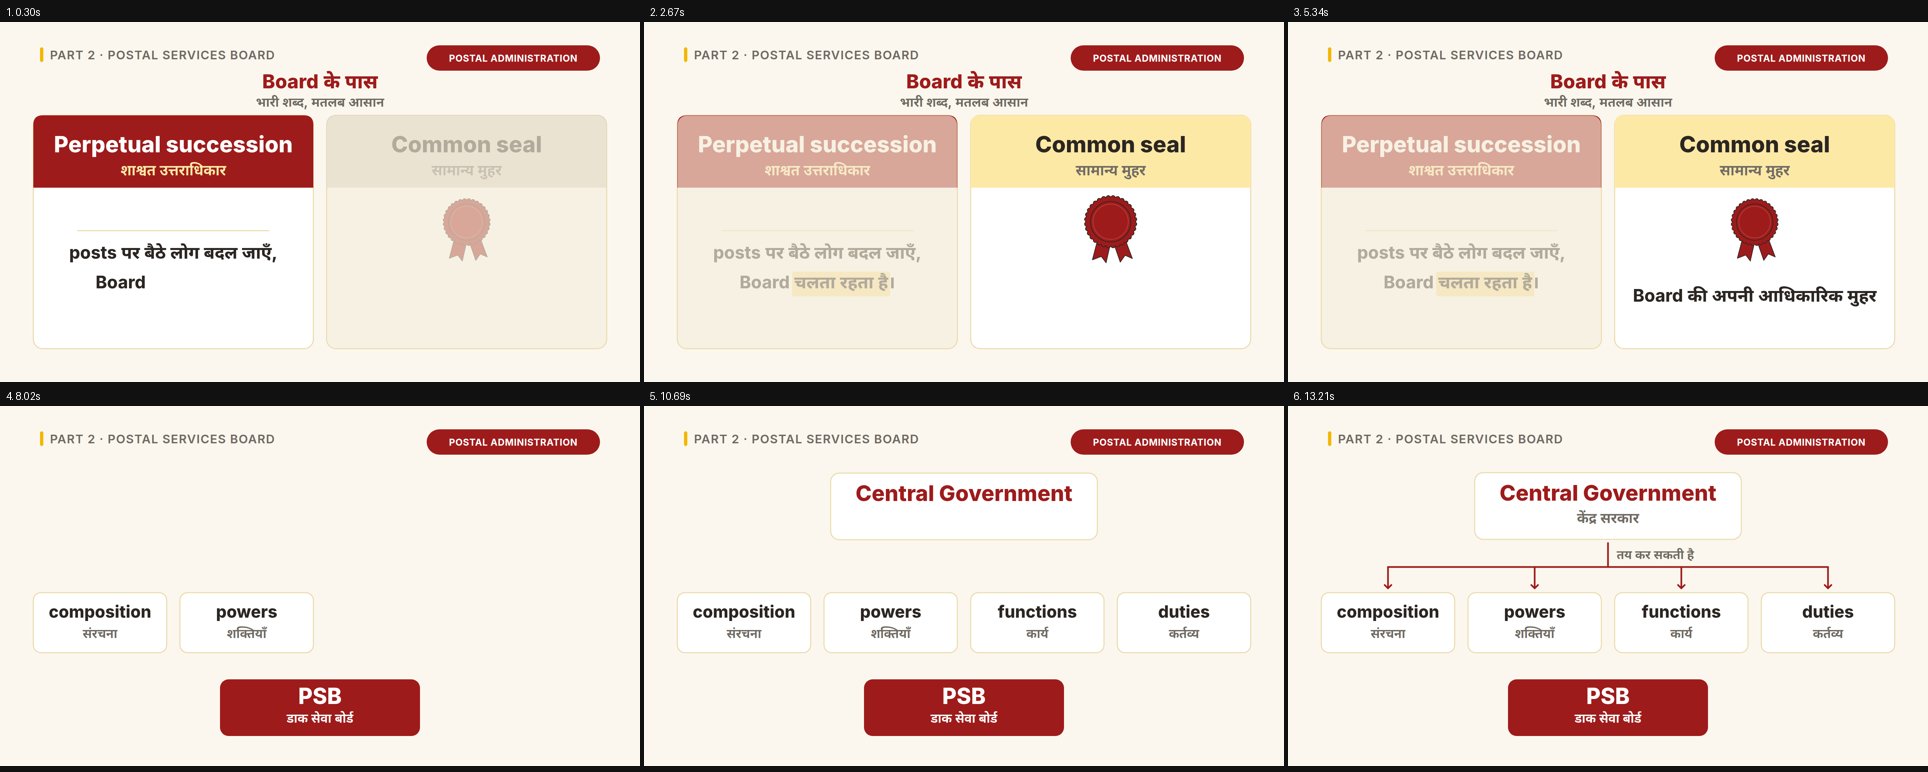 1. 0.30s
PART 2 · POSTAL SERVICES BOARD
POSTAL ADMINISTRATION
Board के पास
भारी शब्द, मतलब आसान
Perpetual succession
शाश्वत उत्तराधिकार
posts पर बैठे लोग बदल जाएँ,
Board
Common seal
सामान्य मुहर
2. 2.67s
PART 2 · POSTAL SERVICES BOARD
POSTAL ADMINISTRATION
Board के पास
भारी शब्द, मतलब आसान
Perpetual succession
शाश्वत उत्तराधिकार
posts पर बैठे लोग बदल जाएँ,
Board चलता रहता है।
Common seal
सामान्य मुहर
3. 5.34s
PART 2 · POSTAL SERVICES BOARD
POSTAL ADMINISTRATION
Board के पास
भारी शब्द, मतलब आसान
Perpetual succession
शाश्वत उत्तराधिकार
posts पर बैठे लोग बदल जाएँ,
Board चलता रहता है।
Common seal
सामान्य मुहर
Board की अपनी आधिकारिक मुहर
4. 8.02s
PART 2 · POSTAL SERVICES BOARD
POSTAL ADMINISTRATION
composition
संरचना
powers
शक्तियाँ
PSB
डाक सेवा बोर्ड
5. 10.69s
PART 2 · POSTAL SERVICES BOARD
POSTAL ADMINISTRATION
Central Government
composition
संरचना
powers
शक्तियाँ
functions
कार्य
duties
कर्तव्य
PSB
डाक सेवा बोर्ड
6. 13.21s
PART 2 · POSTAL SERVICES BOARD
POSTAL ADMINISTRATION
Central Government
केंद्र सरकार
तय कर सकती है
composition
संरचना
powers
शक्तियाँ
functions
कार्य
duties
कर्तव्य
PSB
डाक सेवा बोर्ड